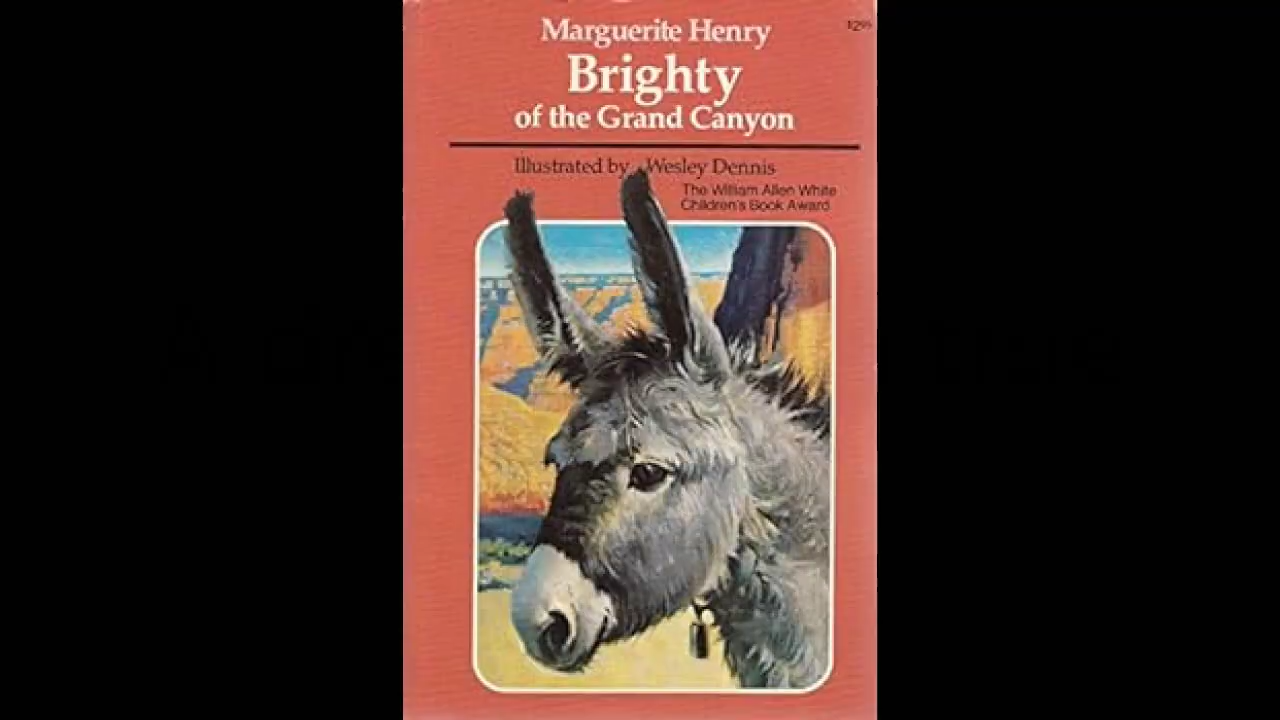 Marguerite Henry
$2.95
Brighty
of the Grand Canyon
Illustrated by Wesley Dennis
The William Allen White
Children's Book Award